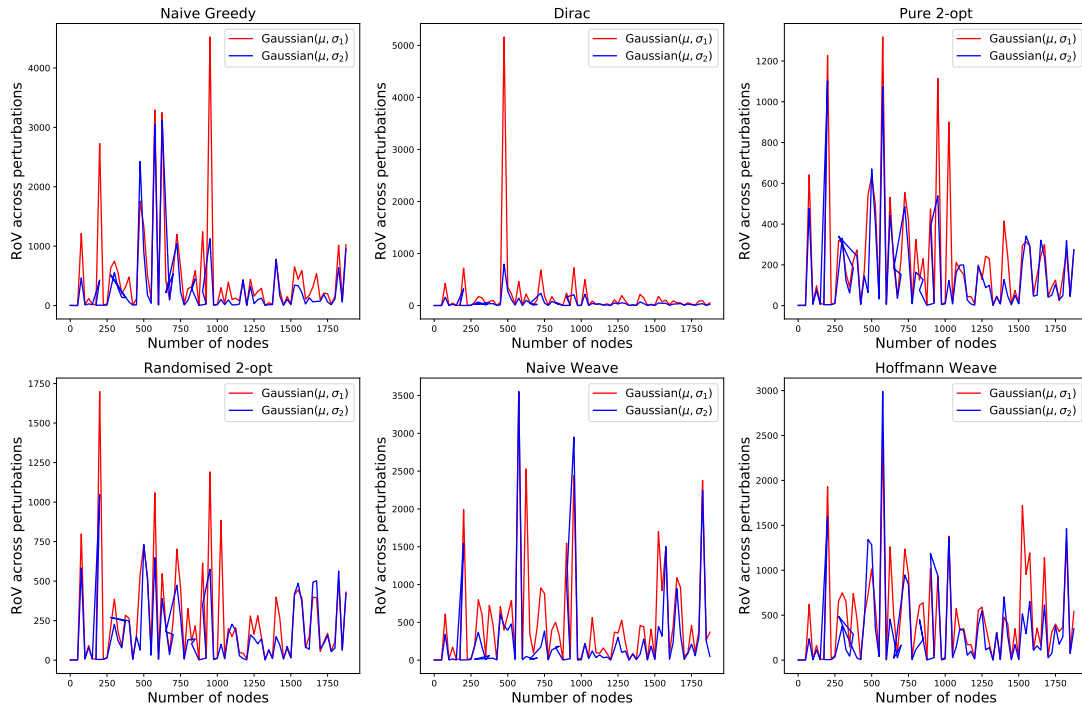 Naive Greedy
RoV across perturbations
4000
3000
2000
1000
0
0 250 500 750 1000 1250 1500 1750
Number of nodes
Gaussian(μ, σ₁)
Gaussian(μ, σ₂)
Dirac
RoV across perturbations
5000
4000
3000
2000
1000
0
0 250 500 750 1000 1250 1500 1750
Number of nodes
Gaussian(μ, σ₁)
Gaussian(μ, σ₂)
Pure 2-opt
RoV across perturbations
1200
1000
800
600
400
200
0
0 250 500 750 1000 1250 1500 1750
Number of nodes
Gaussian(μ, σ₁)
Gaussian(μ, σ₂)
Randomised 2-opt
RoV across perturbations
1750
1500
1250
1000
750
500
250
0
0 250 500 750 1000 1250 1500 1750
Number of nodes
Gaussian(μ, σ₁)
Gaussian(μ, σ₂)
Naive Weave
RoV across perturbations
3500
3000
2500
2000
1500
1000
500
0
0 250 500 750 1000 1250 1500 1750
Number of nodes
Gaussian(μ, σ₁)
Gaussian(μ, σ₂)
Hoffmann Weave
RoV across perturbations
3000
2500
2000
1500
1000
500
0
0 250 500 750 1000 1250 1500 1750
Number of nodes
Gaussian(μ, σ₁)
Gaussian(μ, σ₂)